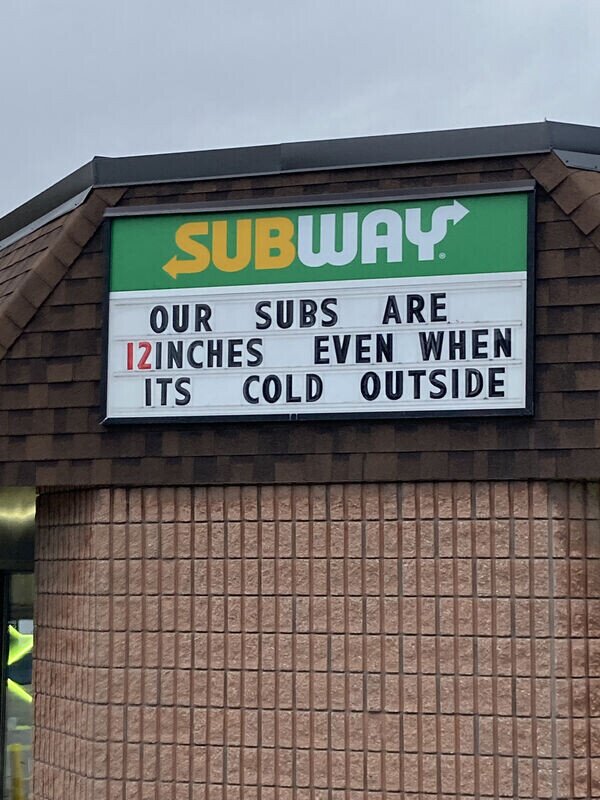 SUBWAY
OUR SUBS ARE
12INCHES EVEN WHEN
ITS COLD OUTSIDE